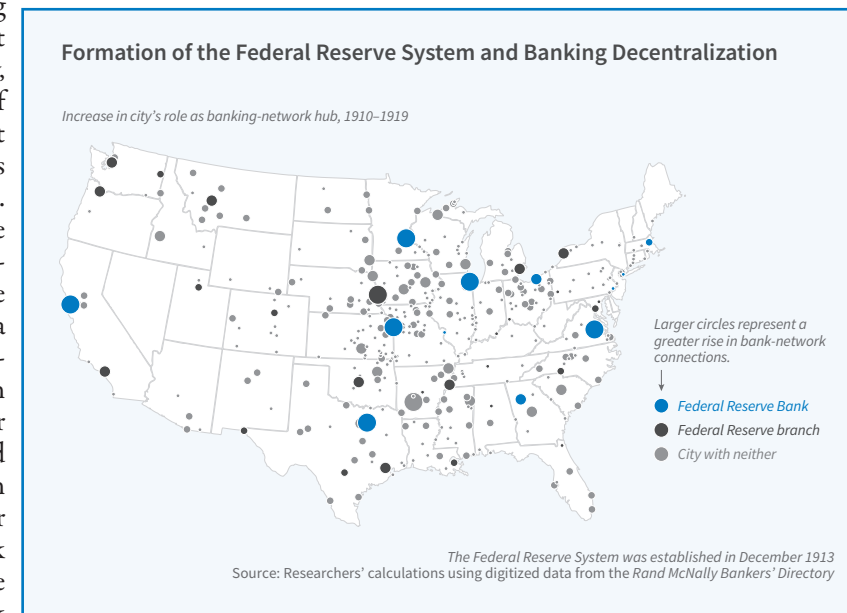 Formation of the Federal Reserve System and Banking Decentralization
Increase in city's role as banking-network hub, 1910–1919
Larger circles represent a
greater rise in bank-network
connections.
Federal Reserve Bank
Federal Reserve branch
City with neither
The Federal Reserve System was established in December 1913
Source: Researchers' calculations using digitized data from the Rand McNally Bankers' Directory